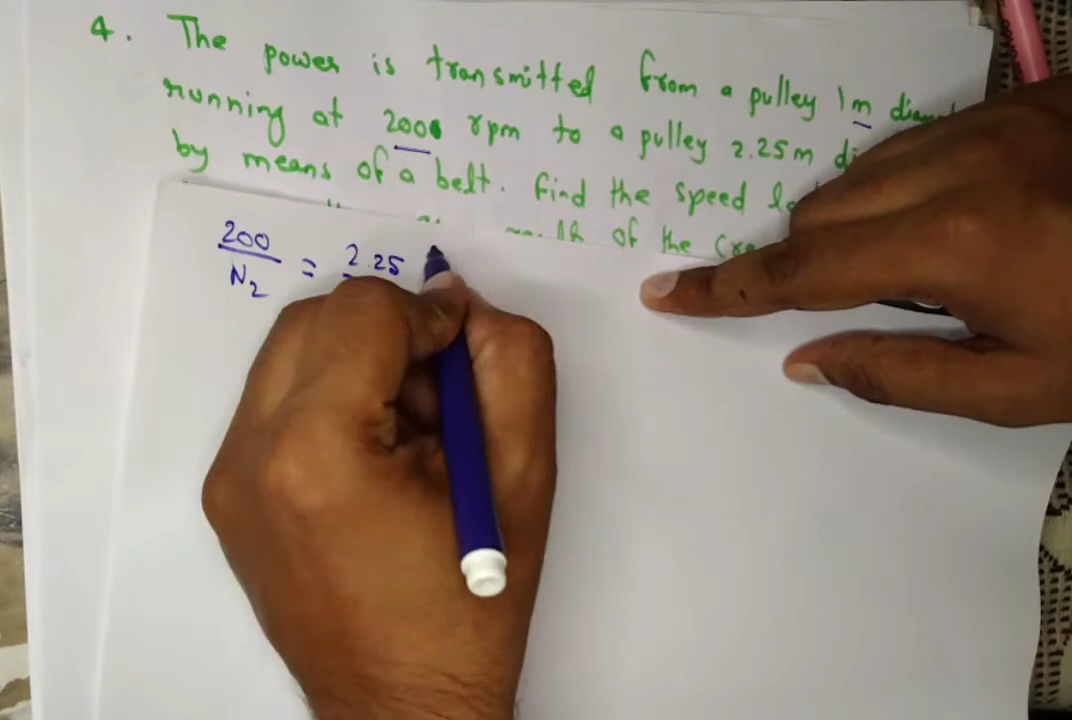 4. The power is transmitted from a pulley 1m
running at 200 rpm to a pulley 2.25m
by means of a belt. Find the speed
of the
200 / N2 = 2.25